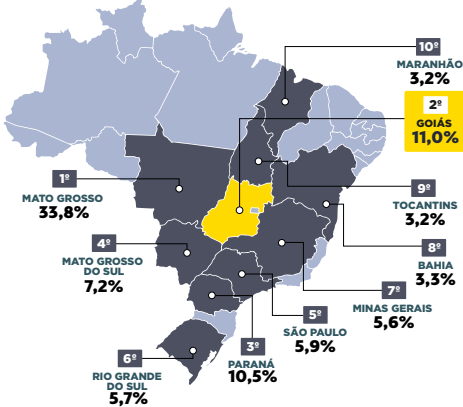 10º
MARANHÃO
3,2%
2º
GOIÁS
11,0%
1º
MATO GROSSO
33,8%
9º
TOCANTINS
3,2%
4º
MATO GROSSO
DO SUL
7,2%
8º
BAHIA
3,3%
7º
MINAS GERAIS
5,6%
5º
SÃO PAULO
5,9%
3º
PARANÁ
10,5%
6º
RIO GRANDE
DO SUL
5,7%